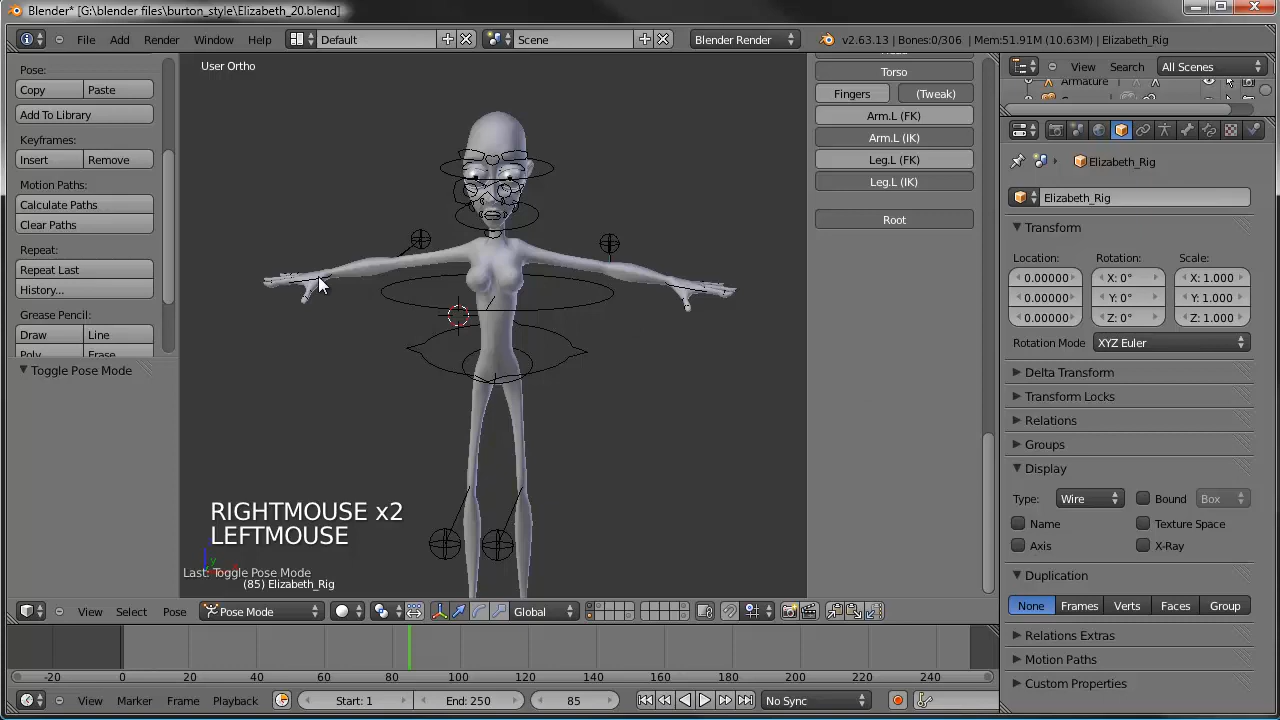 Blender* [G:\blender files\burton_style\Elizabeth_20.blend]
File Add Render Window Help Default Scene Blender Render v2.63.13 | Bones:0/306 | Mem:51.91M (10.63M) | Elizabeth_Rig
Pose:
Copy Paste
Add To Library
Keyframes:
Insert Remove
Motion Paths:
Calculate Paths
Clear Paths
Repeat:
Repeat Last
History...
Grease Pencil:
Draw Line
Poly Erase
Toggle Pose Mode
User Ortho
RIGHTMOUSE x2
LEFTMOUSE
Last: Toggle Pose Mode
(85) Elizabeth_Rig
Torso
Fingers (Tweak)
Arm.L (FK)
Arm.L (IK)
Leg.L (FK)
Leg.L (IK)
Root
View Search All Scenes
Armature
Elizabeth_Rig
Elizabeth_Rig
Transform
Location: Rotation: Scale:
0.00000 X: 0° X: 1.000
0.00000 Y: 0° Y: 1.000
0.00000 Z: 0° Z: 1.000
Rotation Mode XYZ Euler
Delta Transform
Transform Locks
Relations
Groups
Display
Type: Wire Bound Box
Name Texture Space
Axis X-Ray
Duplication
None Frames Verts Faces Group
Relations Extras
Motion Paths
Custom Properties
View Select Pose Pose Mode Global
-20 0 20 40 60 80 100 120 140 160 180 200 220 240
View Marker Frame Playback Start: 1 End: 250 85 No Sync